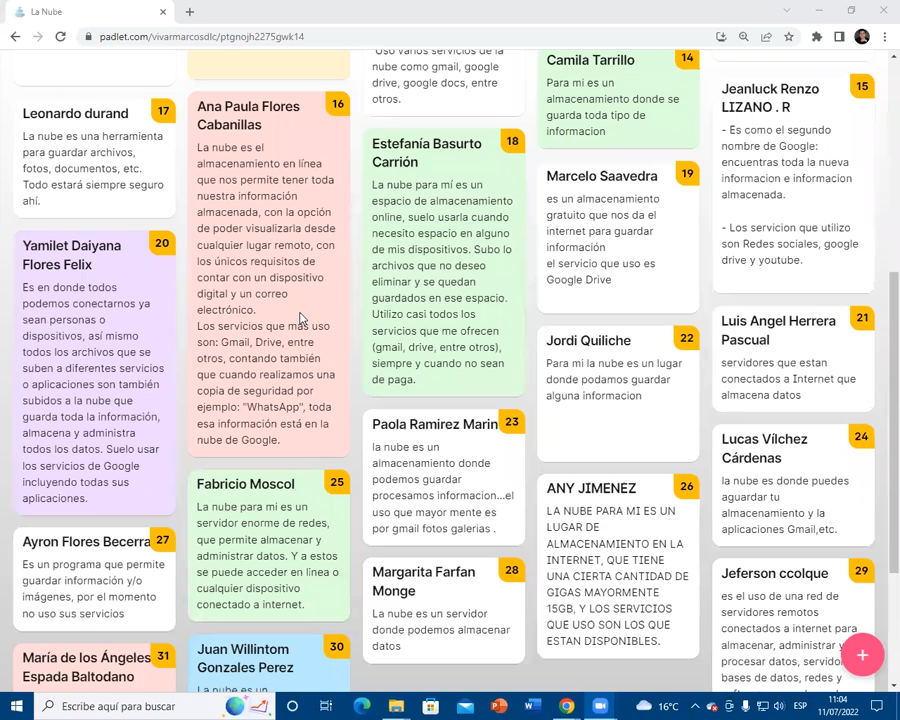 La Nube
padlet.com/vivarmarcosdlc/ptgnojh2275gwk14
Leonardo durand
17
La nube es una herramienta
para guardar archivos,
fotos, documentos, etc.
Todo estará siempre seguro
ahí.
Yamilet Daiyana
Flores Felix
20
Es en donde todos
podemos conectarnos ya
sean personas o
dispositivos, así mismo
todos los archivos que se
suben a diferentes servicios
o aplicaciones son también
subidos a la nube que
guarda toda la información,
almacena y administra
todos los datos. Suelo usar
los servicios de Google
incluyendo todas sus
aplicaciones.
Ayron Flores Becerra
27
Es un programa que permite
guardar información y/o
imágenes, por el momento
no uso sus servicios
María de los Ángeles
Espada Baltodano
31
Ana Paula Flores
Cabanillas
16
La nube es el
almacenamiento en línea
que nos permite tener toda
nuestra información
almacenada, con la opción
de poder visualizarla desde
cualquier lugar remoto, con
los únicos requisitos de
contar con un dispositivo
digital y un correo
electrónico.
Los servicios que más uso
son: Gmail, Drive, entre
otros, contando también
que cuando realizamos una
copia de seguridad por
ejemplo: "WhatsApp", toda
esa información está en la
nube de Google.
Fabricio Moscol
25
La nube para mí es un
servidor enorme de redes,
que permite almacenar y
administrar datos. Y a estos
se puede acceder en linea o
cualquier dispositivo
conectado a internet.
Juan Willintom
Gonzales Perez
30
La nube es un
Uso varios servicios de la
nube como gmail, google
drive, google docs, entre
otros.
Estefanía Basurto
Carrión
18
La nube para mí es un
espacio de almacenamiento
online, suelo usarla cuando
necesito espacio en alguno
de mis dispositivos. Subo lo
archivos que no deseo
eliminar y se quedan
guardados en ese espacio.
Utilizo casi todos los
servicios que me ofrecen
(gmail, drive, entre otros),
siempre y cuando no sean
de paga.
Paola Ramirez Marin
23
la nube es un
almacenamiento donde
podemos guardar
procesamos informacion...el
uso que mayor mente es
por gmail fotos galerias .
Margarita Farfan
Monge
28
La nube es un servidor
donde podemos almacenar
datos
Camila Tarrillo
14
Para mi es un
almacenamiento donde se
guarda toda tipo de
informacion
Marcelo Saavedra
19
es un almacenamiento
gratuito que nos da el
internet para guardar
información
el servicio que uso es
Google Drive
Jordi Quiliche
22
Para mi la nube es un lugar
donde podamos guardar
alguna informacion
ANY JIMENEZ
26
LA NUBE PARA MI ES UN
LUGAR DE
ALMACENAMIENTO EN LA
INTERNET, QUE TIENE
UNA CIERTA CANTIDAD DE
GIGAS MAYORMENTE
15GB, Y LOS SERVICIOS
QUE USO SON LOS QUE
ESTAN DISPONIBLES.
Jeanluck Renzo
LIZANO . R
15
- Es como el segundo
nombre de Google:
encuentras toda la nueva
informacion e informacion
almacenada.
- Los servicion que utilizo
son Redes sociales, google
drive y youtube.
Luis Angel Herrera
Pascual
21
servidores que estan
conectados a Internet que
almacena datos
Lucas Vílchez
Cárdenas
24
la nube es donde puedes
aguardar tu
almacenamiento y la
aplicaciones Gmail,etc.
Jeferson ccolque
29
es el uso de una red de
servidores remotos
conectados a internet para
almacenar, administrar y
procesar datos, servido
bases de datos, redes y
Escribe aquí para buscar
16°C
ESP
11:04
11/07/2022